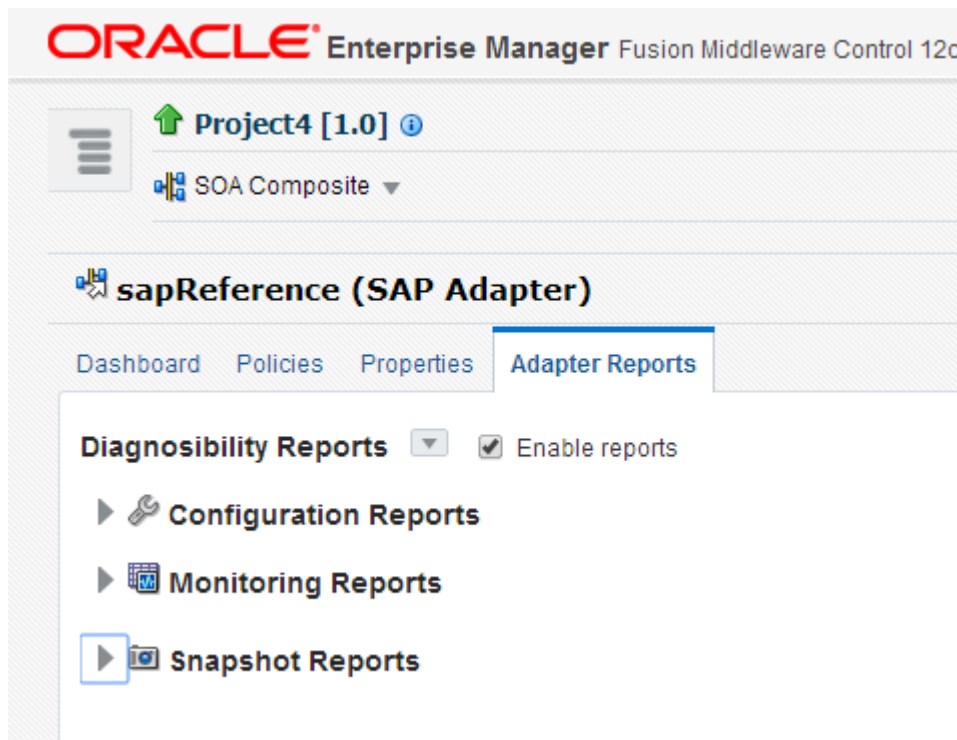 ORACLE Enterprise Manager Fusion Middleware Control 12c
Project4 [1.0]
SOA Composite
sapReference (SAP Adapter)
Dashboard Policies Properties Adapter Reports
Diagnosibility Reports Enable reports
Configuration Reports
Monitoring Reports
Snapshot Reports